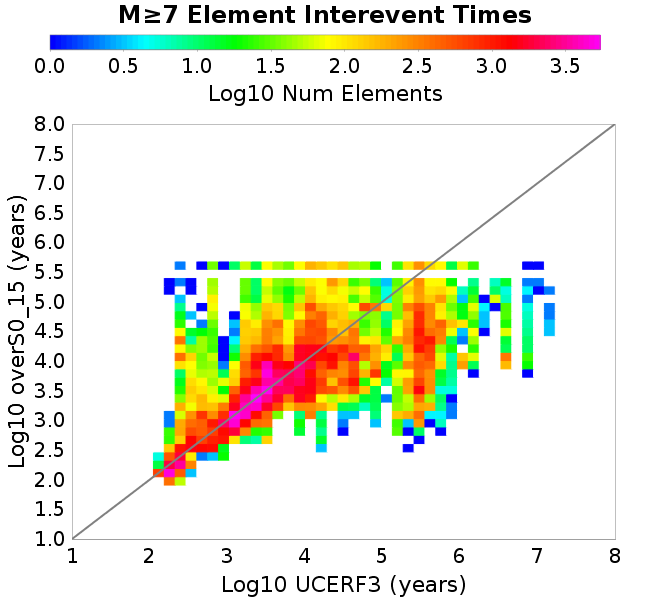 M≥7 Element Interevent Times
0.0 0.5 1.0 1.5 2.0 2.5 3.0 3.5
Log10 Num Elements
8.0
7.5
7.0
6.5
6.0
5.5
5.0
4.5
4.0
3.5
3.0
2.5
2.0
1.5
1.0
Log10 overS0_15 (years)
1 2 3 4 5 6 7 8
Log10 UCERF3 (years)